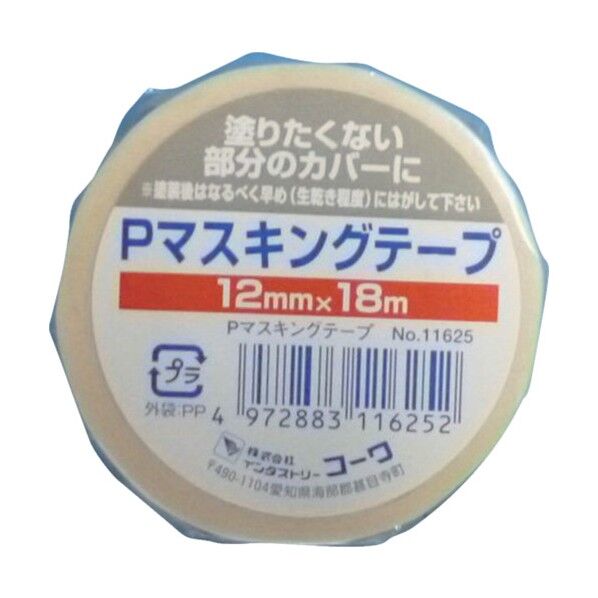 塗りたくない
部分のカバーに
※塗装後はなるべく早め(生乾き程度)にはがして下さい
Pマスキングテープ
12mm×18m
Pマスキングテープ No.11625
プラ
外袋:PP
4 972883 116252
株式会社
インダストリーコーワ
〒490-1104愛知県海部郡甚目寺町